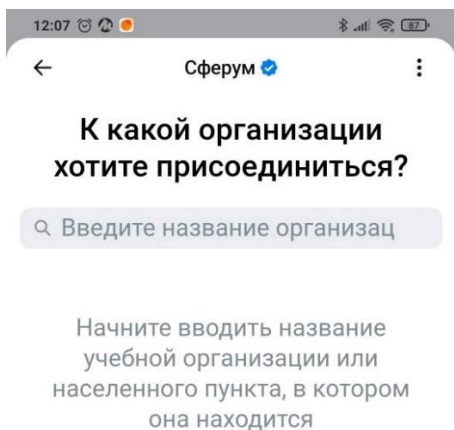 12:07
87
Сферум
К какой организации
хотите присоединиться?
Введите название организац
Начните вводить название
учебной организации или
населенного пункта, в котором
она находится